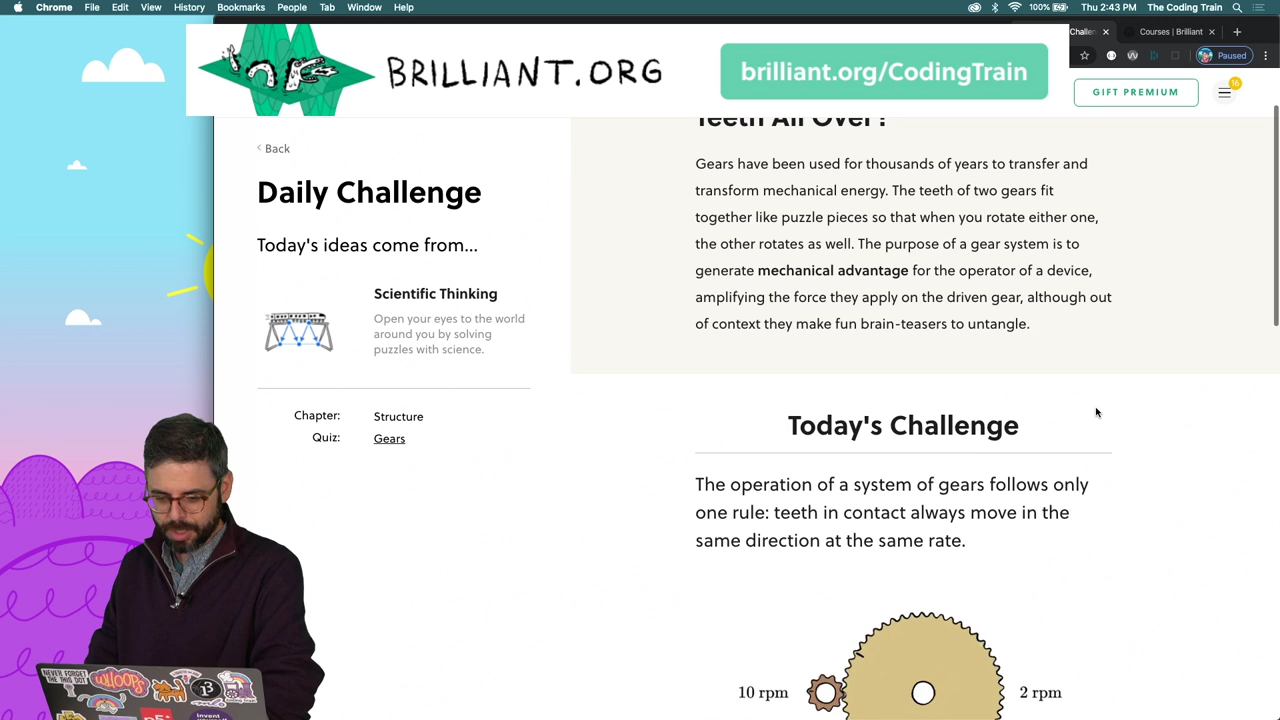 Chrome File Edit View History Bookmarks People Tab Window Help
100% Thu 2:43 PM Coding Train
Courses | Brilliant
BRILLIANT.ORG
brilliant.org/CodingTrain
Paused
GIFT PREMIUM
16
Teeth All Over?
Back
Daily Challenge
Today's ideas come from...
Scientific Thinking
Open your eyes to the world
around you by solving
puzzles with science.
Chapter: Structure
Quiz: Gears
Gears have been used for thousands of years to transfer and
transform mechanical energy. The teeth of two gears fit
together like puzzle pieces so that when you rotate either one,
the other rotates as well. The purpose of a gear system is to
generate mechanical advantage for the operator of a device,
amplifying the force they apply on the driven gear, although out
of context they make fun brain-teasers to untangle.
Today's Challenge
The operation of a system of gears follows only
one rule: teeth in contact always move in the
same direction at the same rate.
10 rpm
2 rpm
NEVER FORGET
THE THIS DOT
WHOOPS